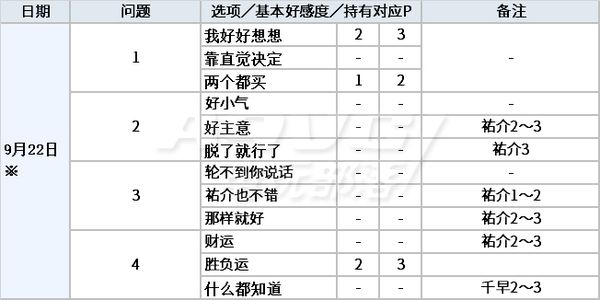 日期 问题 选项／基本好感度／持有对应P 备注
9月22日 ※
1 我好好想想 2 3 -
靠直觉决定 - -
两个都买 1 2
2 好小气 - - -
好主意 - - 祐介2～3
脱了就行了 - - 祐介3
3 轮不到你说话 - - -
祐介也不错 - - 祐介1～2
那样就好 - - 祐介2～3
4 财运 - - 祐介2～3
胜负运 2 3
什么都知道 - - 千早2～3